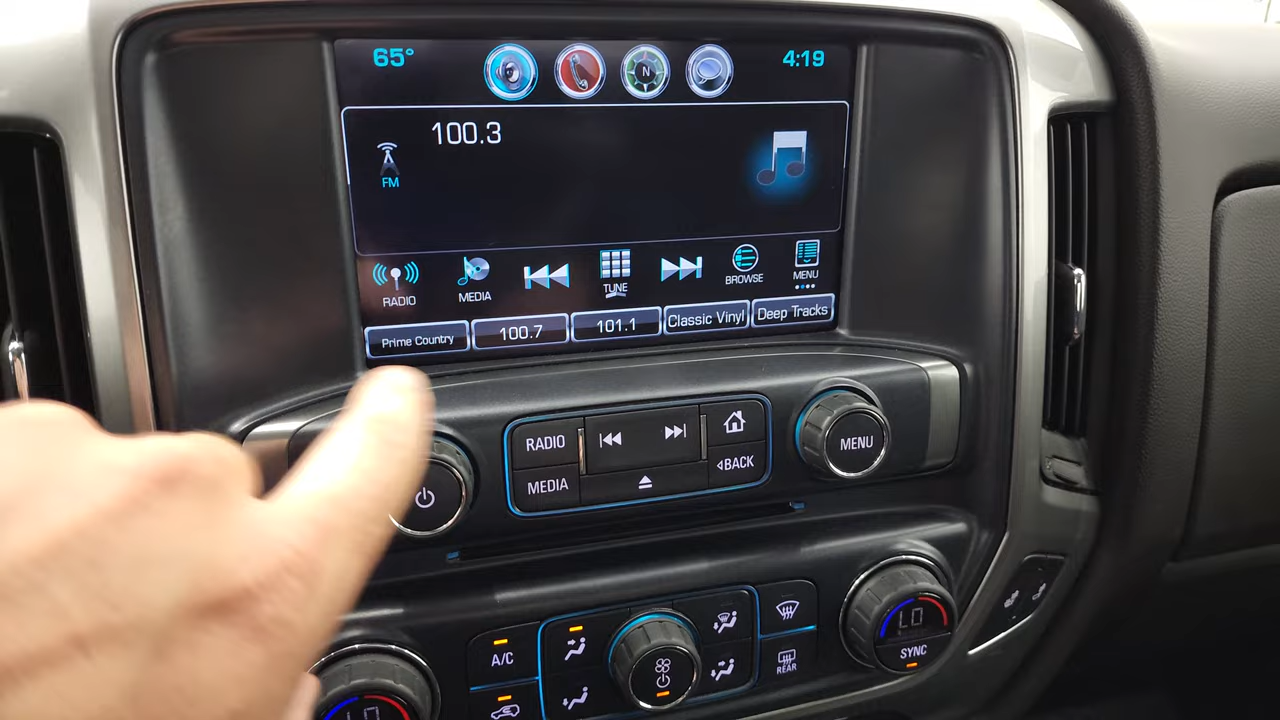 65°
N
4:19
100.3
FM
RADIO
MEDIA
TUNE
BROWSE
MENU
Prime Country
100.7
101.1
Classic Vinyl
Deep Tracks
RADIO
MEDIA
BACK
MENU
A/C
REAR
LO
SYNC
LO